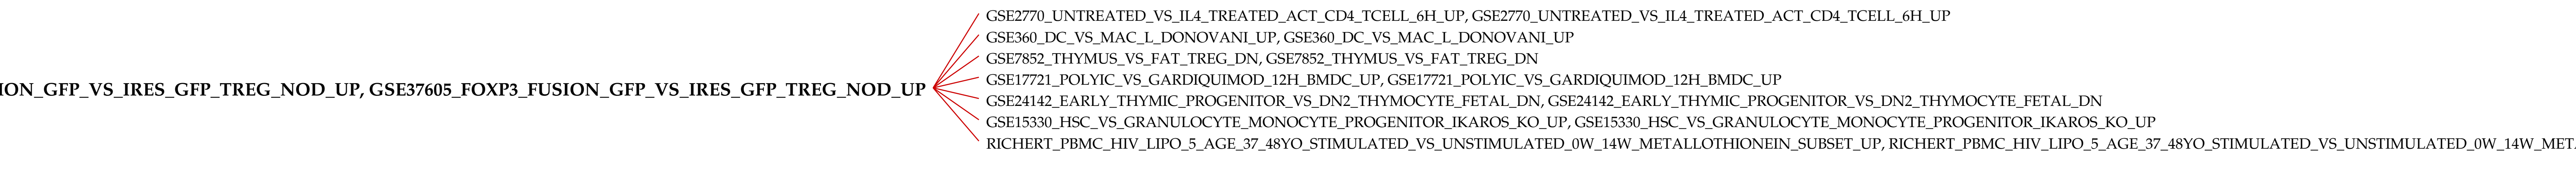 GSE2770_UNTREATED_VS_IL4_TREATED_ACT_CD4_TCELL_6H_UP, GSE2770_UNTREATED_VS_IL4_TREATED_ACT_CD4_TCELL_6H_UP
GSE360_DC_VS_MAC_L_DONOVANI_UP, GSE360_DC_VS_MAC_L_DONOVANI_UP
GSE7852_THYMUS_VS_FAT_TREG_DN, GSE7852_THYMUS_VS_FAT_TREG_DN
GSE17721_POLYIC_VS_GARDIQUIMOD_12H_BMDC_UP, GSE17721_POLYIC_VS_GARDIQUIMOD_12H_BMDC_UP
ION_GFP_VS_IRES_GFP_TREG_NOD_UP, GSE37605_FOXP3_FUSION_GFP_VS_IRES_GFP_TREG_NOD_UP
GSE24142_EARLY_THYMIC_PROGENITOR_VS_DN2_THYMOCYTE_FETAL_DN, GSE24142_EARLY_THYMIC_PROGENITOR_VS_DN2_THYMOCYTE_FETAL_DN
GSE15330_HSC_VS_GRANULOCYTE_MONOCYTE_PROGENITOR_IKAROS_KO_UP, GSE15330_HSC_VS_GRANULOCYTE_MONOCYTE_PROGENITOR_IKAROS_KO_UP
RICHERT_PBMC_HIV_LIPO_5_AGE_37_48YO_STIMULATED_VS_UNSTIMULATED_0W_14W_METALLOTHIONEIN_SUBSET_UP, RICHERT_PBMC_HIV_LIPO_5_AGE_37_48YO_STIMULATED_VS_UNSTIMULATED_0W_14W_MET